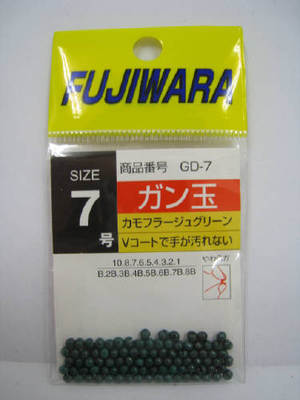 FUJIWARA
商品番号 GD-7
SIZE
7
号
ガン玉
カモフラージュグリーン
Vコートで手が汚れない
10.8.7.6.5.4.3.2.1
B.2B.3B.4B.5B.6B.7B.8B